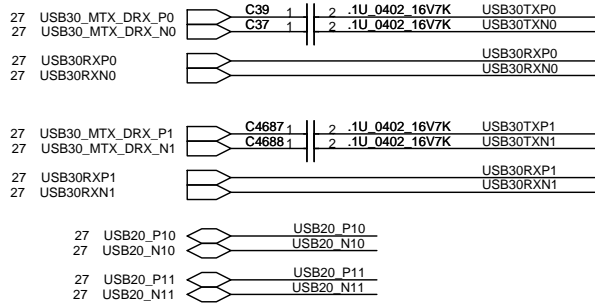 27 USB30_MTX_DRX_P0 C39 1 2 .1U_0402_16V7K USB30TXP0
27 USB30_MTX_DRX_N0 C37 1 2 .1U_0402_16V7K USB30TXN0
27 USB30RXP0 USB30RXP0
27 USB30RXN0 USB30RXN0
27 USB30_MTX_DRX_P1 C4687 1 2 .1U_0402_16V7K USB30TXP1
27 USB30_MTX_DRX_N1 C4688 1 2 .1U_0402_16V7K USB30TXN1
27 USB30RXP1 USB30RXP1
27 USB30RXN1 USB30RXN1
27 USB20_P10 USB20_P10
27 USB20_N10 USB20_N10
27 USB20_P11 USB20_P11
27 USB20_N11 USB20_N11